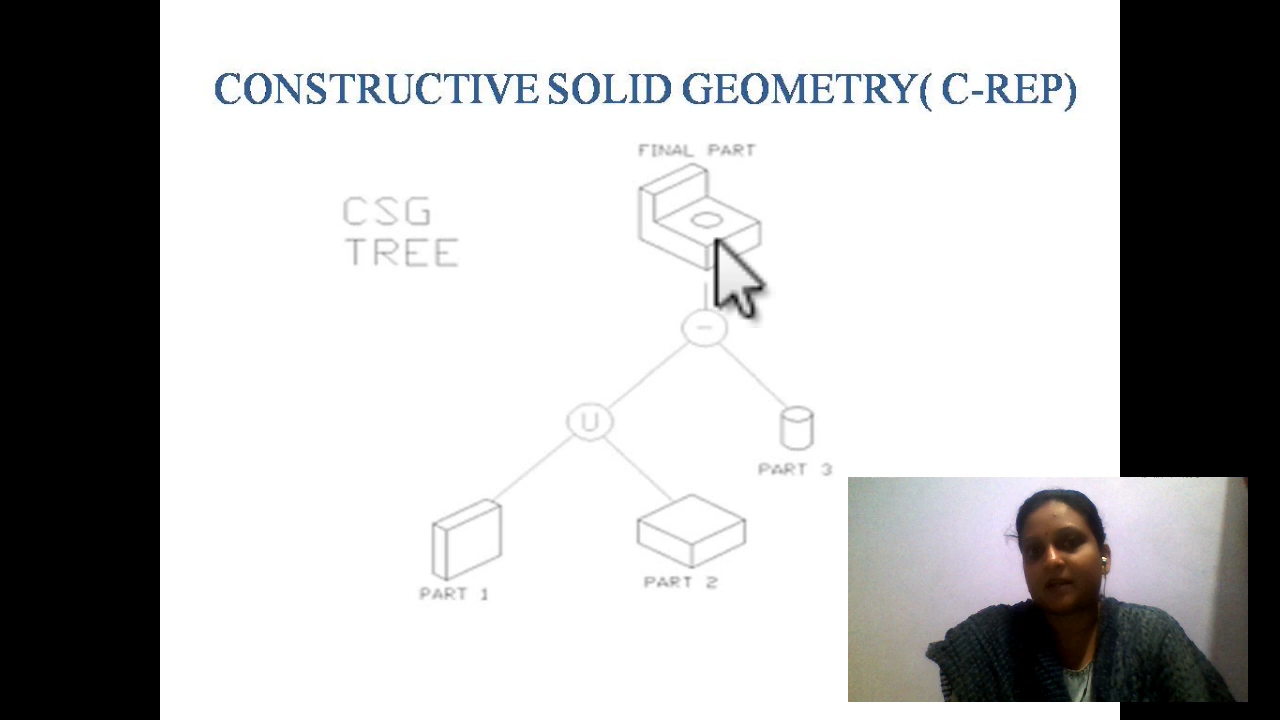 CONSTRUCTIVE SOLID GEOMETRY( C-REP)
FINAL PART
CSG
TREE
−
U
PART 3
PART 1
PART 2